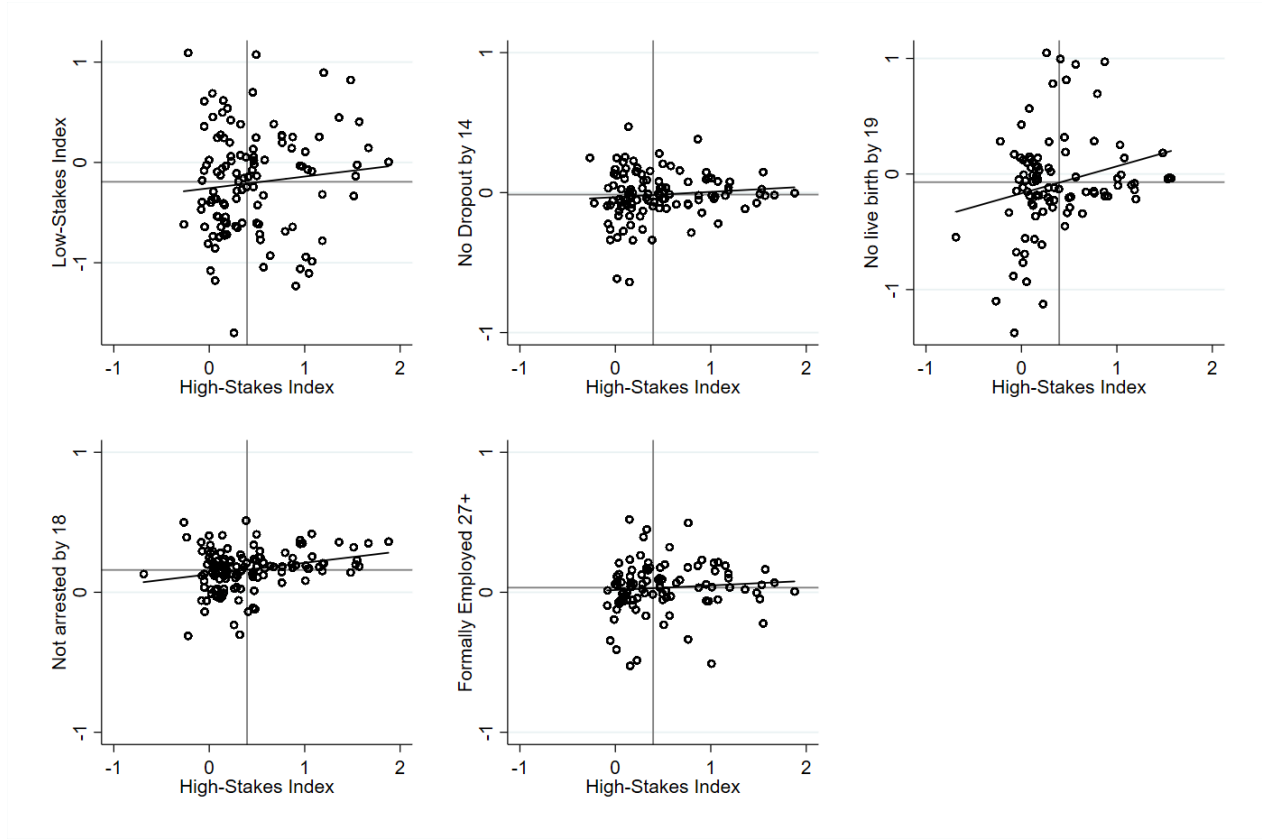 Low-Stakes Index
1
0
-1
-1 0 1 2
High-Stakes Index
No Dropout by 14
1
0
-1
-1 0 1 2
High-Stakes Index
No live birth by 19
1
0
-1
-1 0 1 2
High-Stakes Index
Not arrested by 18
1
0
-1
-1 0 1 2
High-Stakes Index
Formally Employed 27+
1
0
-1
-1 0 1 2
High-Stakes Index